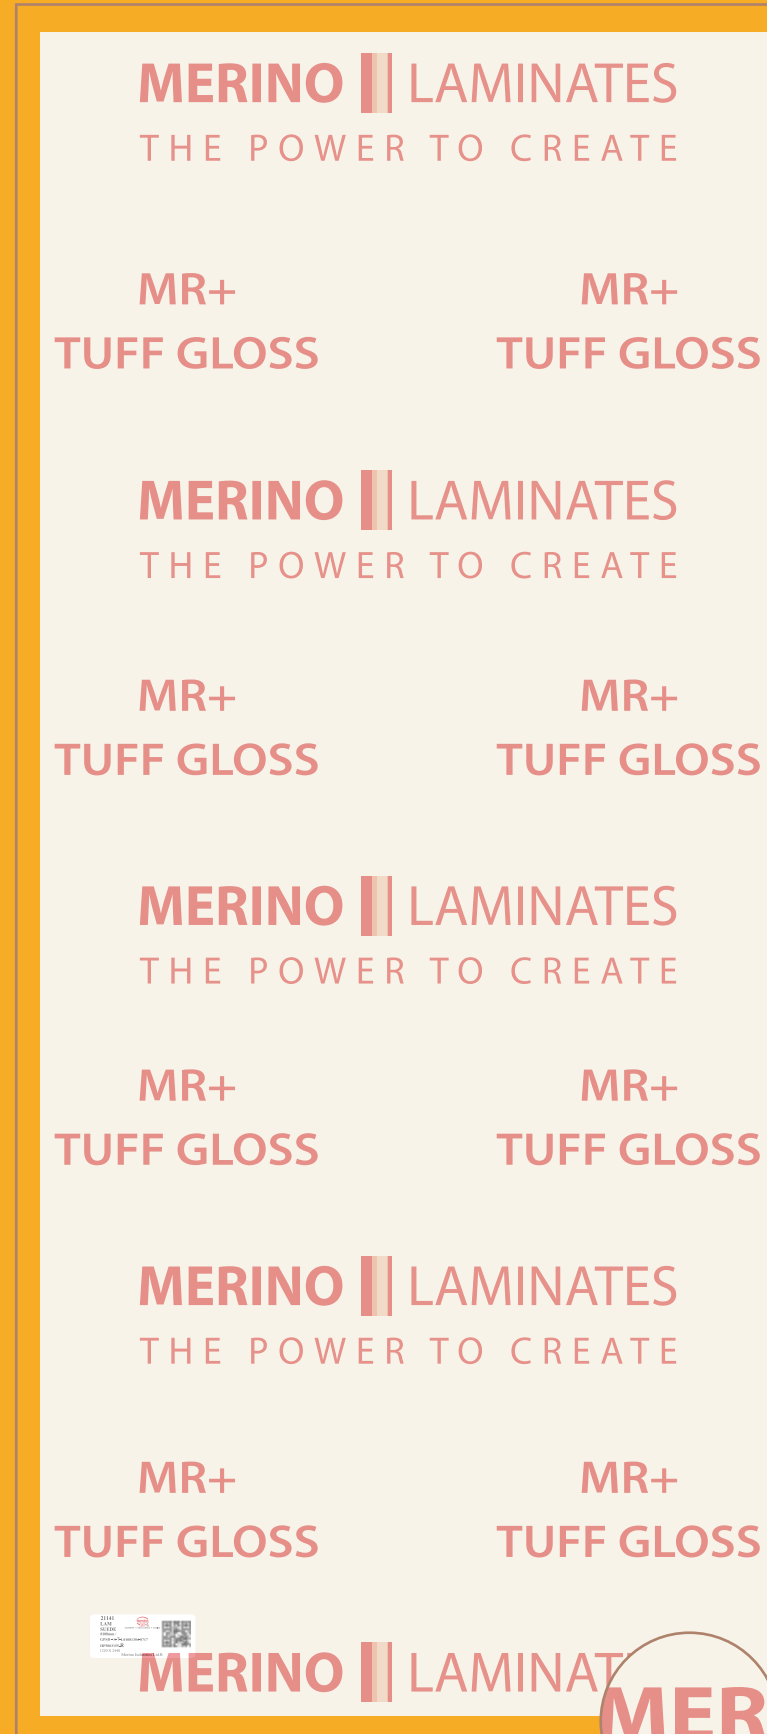 MERINO LAMINATES
THE POWER TO CREATE
MR+ MR+
TUFF GLOSS TUFF GLOSS
MERINO LAMINATES
THE POWER TO CREATE
MR+ MR+
TUFF GLOSS TUFF GLOSS
MERINO LAMINATES
THE POWER TO CREATE
MR+ MR+
TUFF GLOSS TUFF GLOSS
MERINO LAMINATES
THE POWER TO CREATE
MR+ MR+
TUFF GLOSS TUFF GLOSS
21141
LAM
SUEDE
MERINO LAMINAT
MER